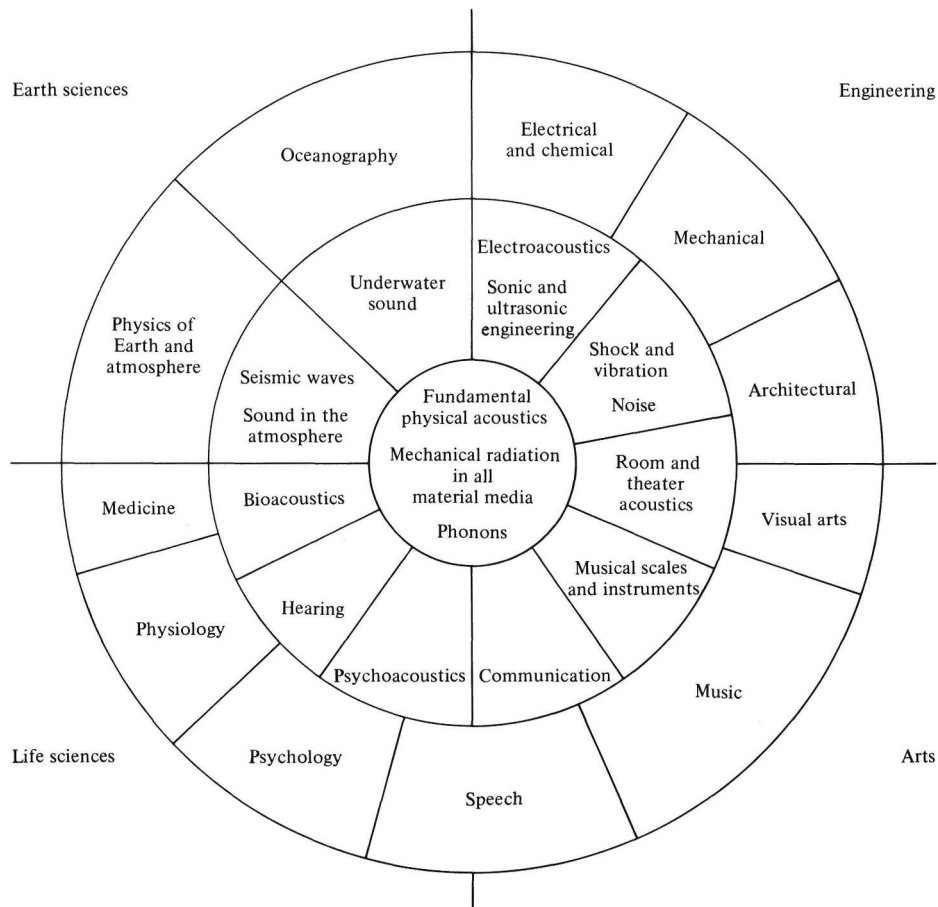 Earth sciences
Engineering
Oceanography
Electrical
and chemical
Mechanical
Architectural
Physics of
Earth and
atmosphere
Underwater
sound
Electroacoustics
Sonic and
ultrasonic
engineering
Shock and
vibration
Noise
Seismic waves
Sound in the
atmosphere
Fundamental
physical acoustics
Mechanical radiation
in all
material media
Phonons
Room and
theater
acoustics
Visual arts
Medicine
Bioacoustics
Musical scales
and instruments
Hearing
Physiology
Psychoacoustics
Communication
Music
Life sciences
Psychology
Speech
Arts